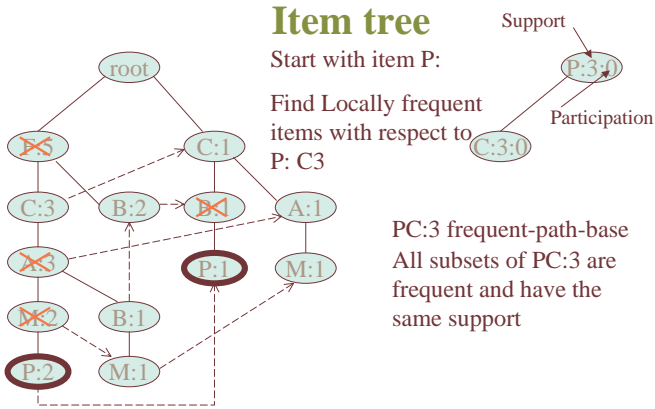 Item tree
Start with item P:
Find Locally frequent
items with respect to
P: C3
Support
P:3:0
Participation
C:3:0
PC:3 frequent-path-base
All subsets of PC:3 are
frequent and have the
same support
root
F:5
C:1
C:3
B:2
B:1
A:1
A:3
P:1
M:1
M:2
B:1
P:2
M:1